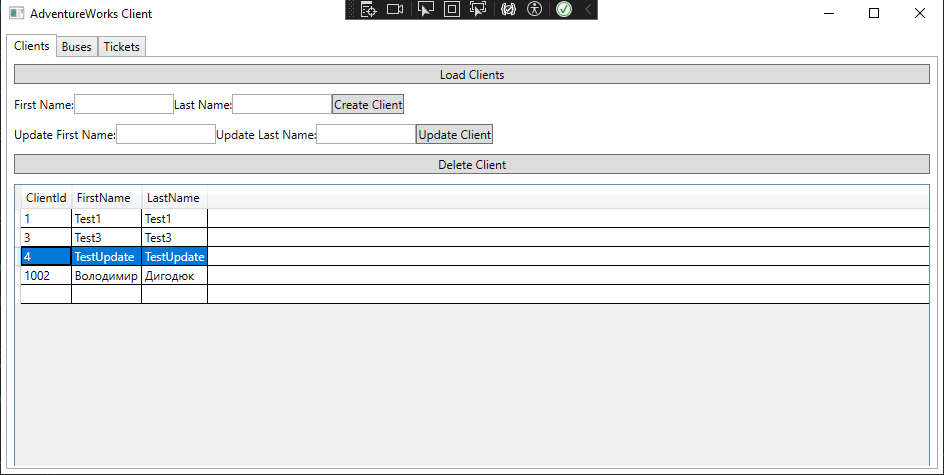 AdventureWorks Client
Clients Buses Tickets
Load Clients
First Name: Last Name: Create Client
Update First Name: Update Last Name: Update Client
Delete Client
ClientId FirstName LastName
1 Test1 Test1
3 Test3 Test3
4 TestUpdate TestUpdate
1002 Володимир Дигодюк